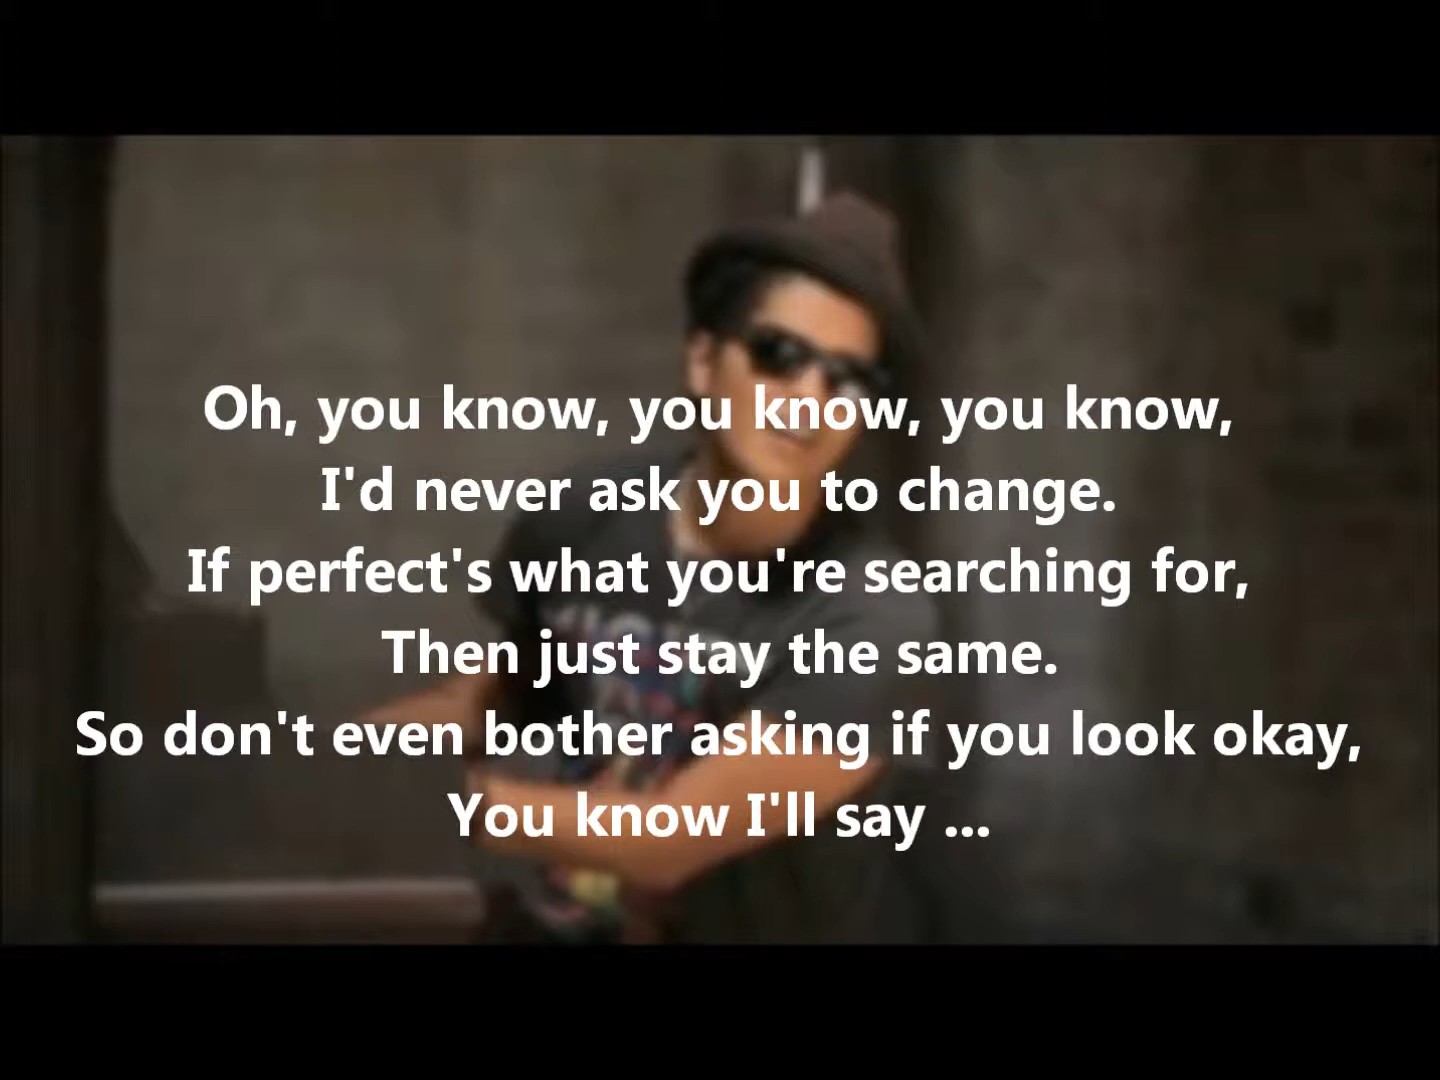 Oh, you know, you know, you know,
I'd never ask you to change.
If perfect's what you're searching for,
Then just stay the same.
So don't even bother asking if you look okay,
You know I'll say ...